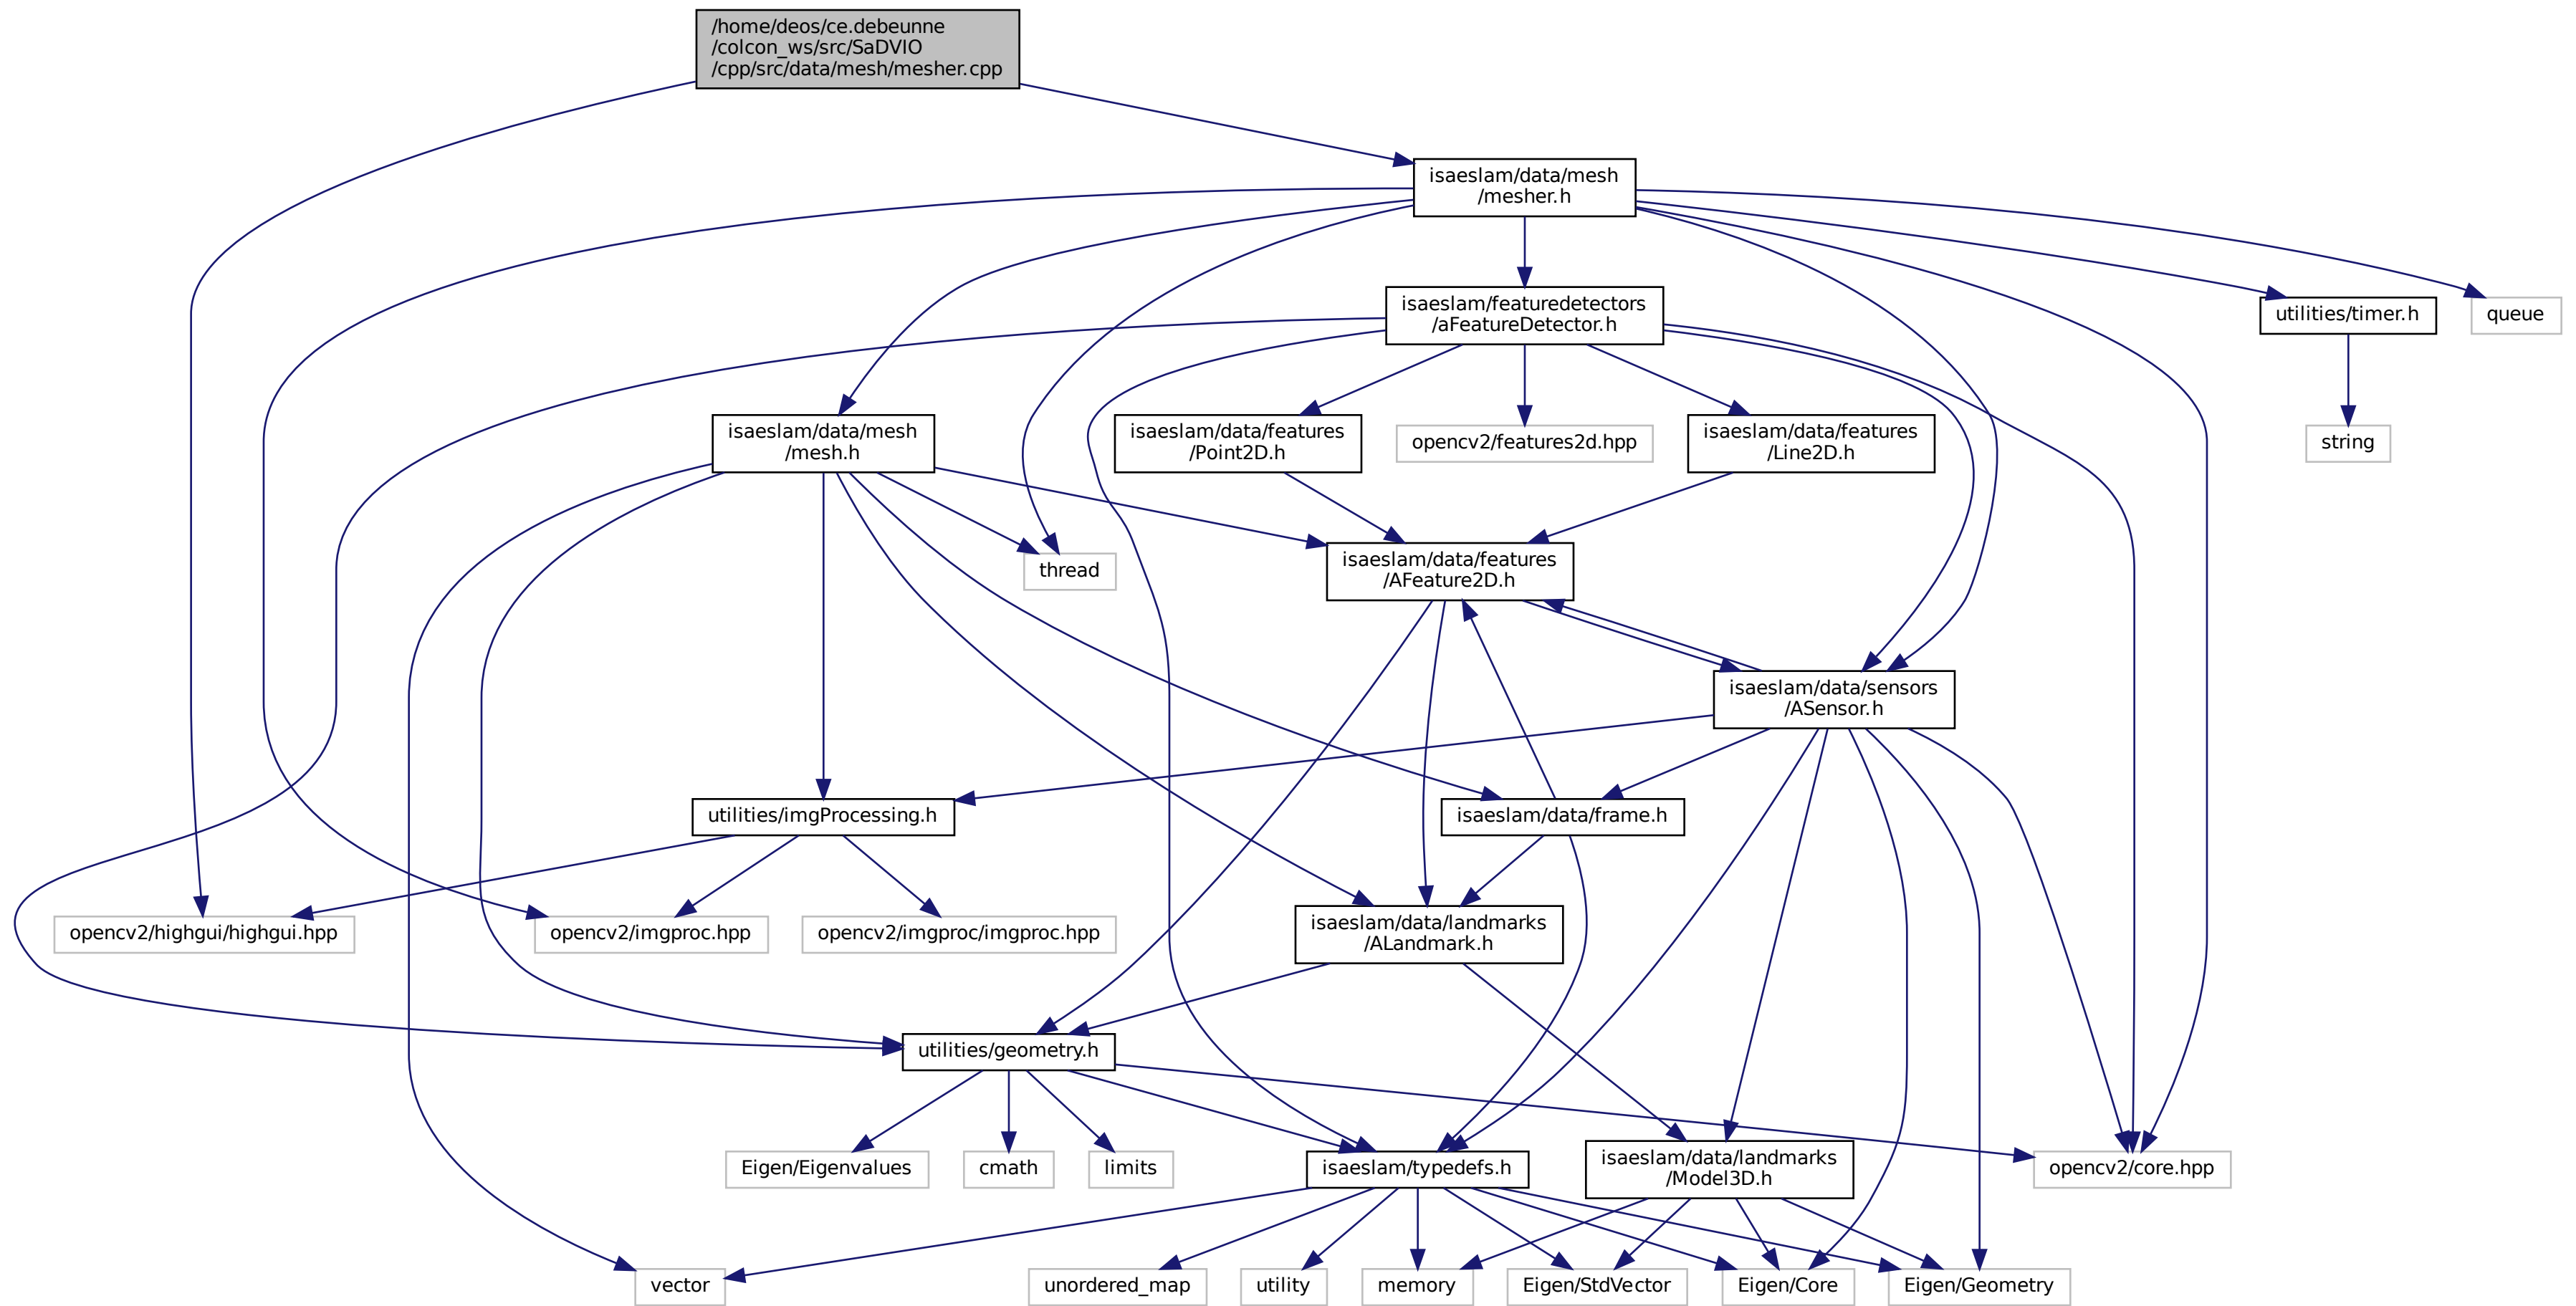 /home/deos/ce.debeunne
/colcon_ws/src/SaDVIO
/cpp/src/data/mesh/mesher.cpp
isaeslam/data/mesh
/mesher.h
isaeslam/featuredetectors
/aFeatureDetector.h
utilities/timer.h
queue
isaeslam/data/mesh
/mesh.h
isaeslam/data/features
/Point2D.h
opencv2/features2d.hpp
isaeslam/data/features
/Line2D.h
string
thread
isaeslam/data/features
/AFeature2D.h
isaeslam/data/sensors
/ASensor.h
utilities/imgProcessing.h
isaeslam/data/frame.h
opencv2/highgui/highgui.hpp
opencv2/imgproc.hpp
opencv2/imgproc/imgproc.hpp
isaeslam/data/landmarks
/ALandmark.h
utilities/geometry.h
Eigen/Eigenvalues
cmath
limits
isaeslam/typedefs.h
isaeslam/data/landmarks
/Model3D.h
opencv2/core.hpp
vector
unordered_map
utility
memory
Eigen/StdVector
Eigen/Core
Eigen/Geometry